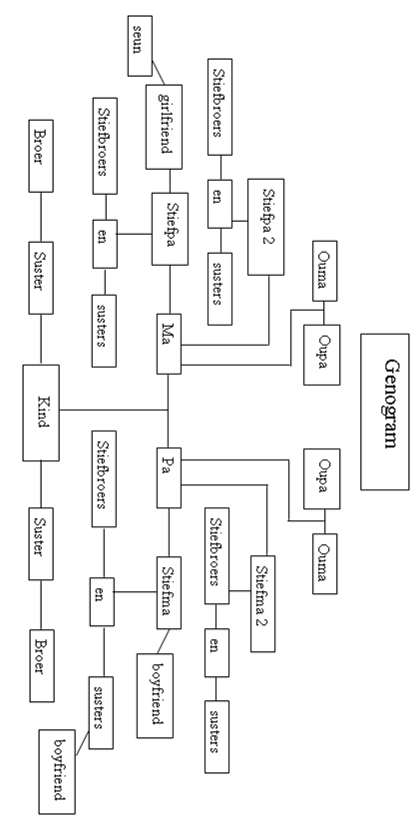 Genogram
Ouma
Oupa
Oupa
Ouma
Stiefpa 2
Stiefma 2
Stiefbroers
en
susters
Stiefbroers
en
susters
seun
girlfriend
Stiefpa
Ma
Pa
Stiefma
boyfriend
Stiefbroers
en
susters
Stiefbroers
en
susters
boyfriend
Broer
Suster
Kind
Suster
Broer